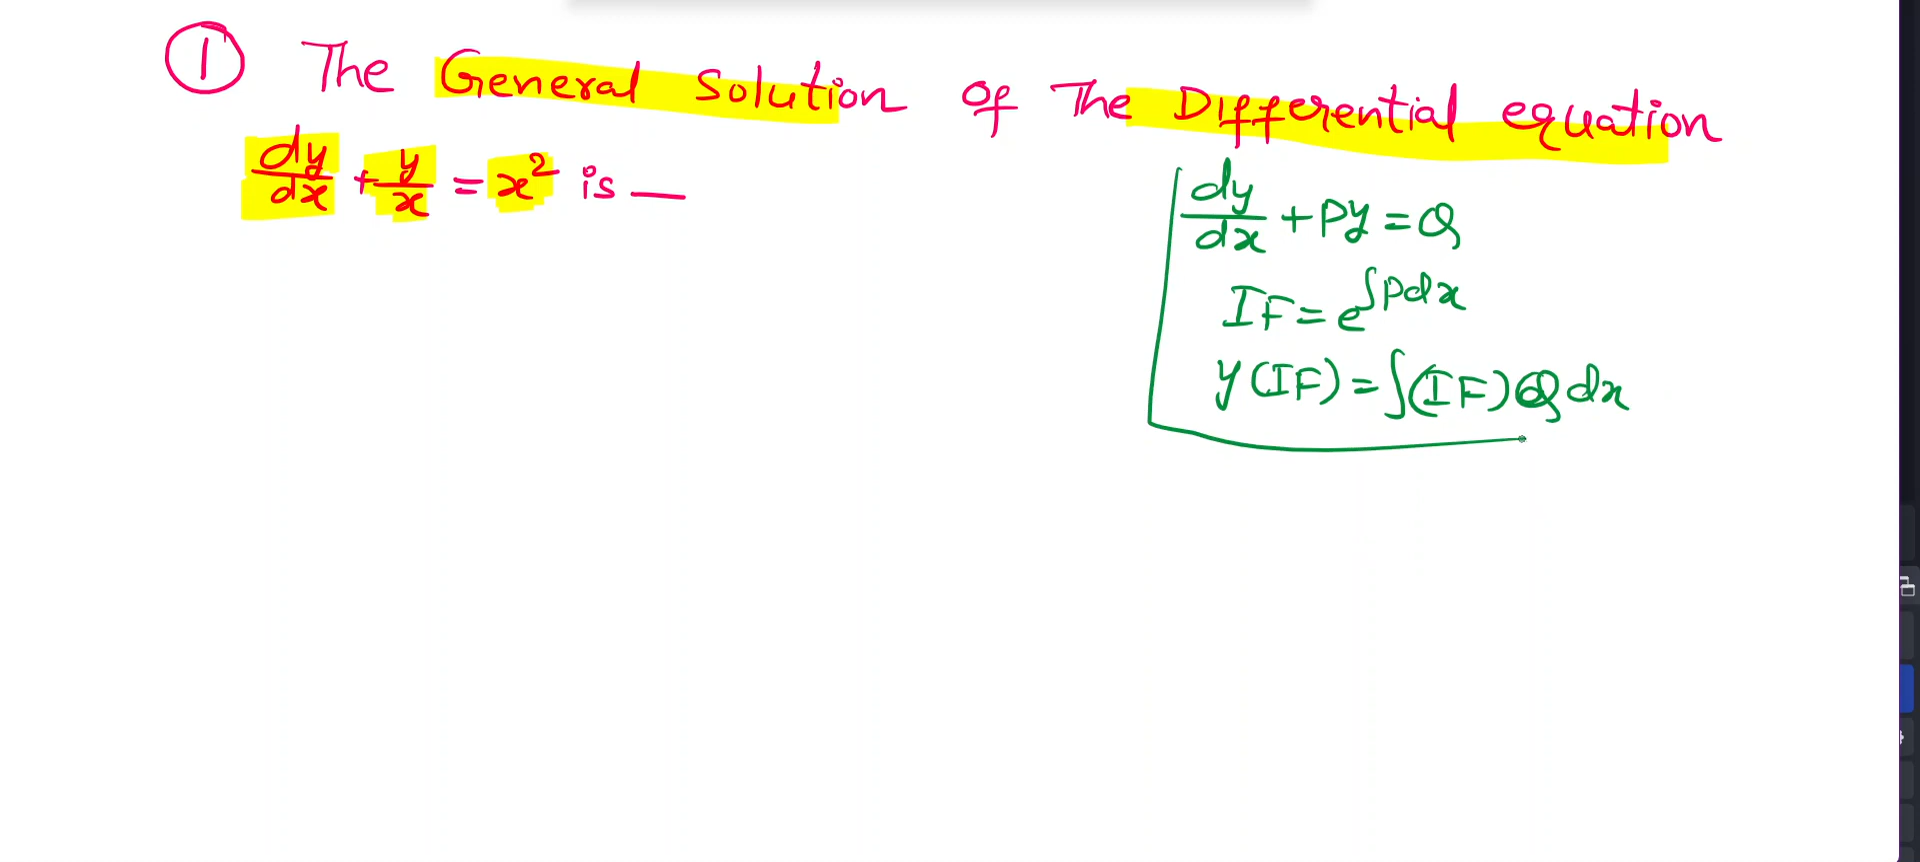 ① The General Solution of The Differential equation
dy/dx + y/x = x² is —
dy/dx + Py = Q
IF = e^∫Pdx
y(IF) = ∫(IF)Q dx